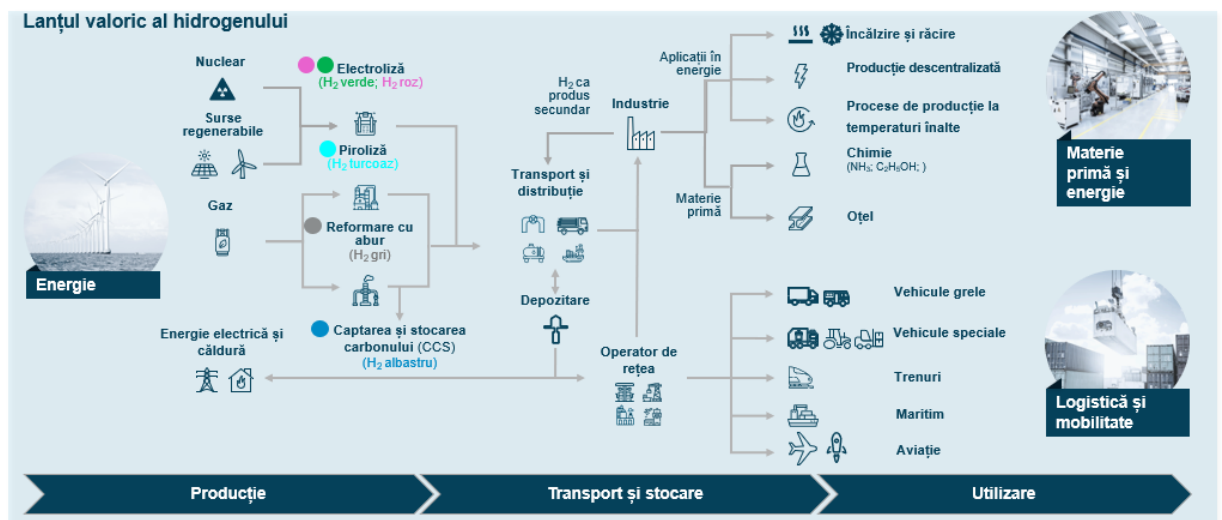 Lanțul valoric al hidrogenului
Nuclear
Surse
regenerabile
Gaz
Energie
Energie electrică și
căldură
Electroliză
(H₂ verde; H₂ roz)
Piroliză
(H₂ turcoaz)
Reformare cu
abur
(H₂ gri)
Captarea și stocarea
carbonului (CCS)
(H₂ albastru)
H₂ ca
produs
secundar
Industrie
Transport și
distribuție
Depozitare
Operator de
rețea
Aplicații în
energie
Materie
primă
Încălzire și răcire
Producție descentralizată
Procese de producție la
temperaturi înalte
Chimie
(NH₃; C₂H₅OH; )
Oțel
Materie
primă și
energie
Vehicule grele
Vehicule speciale
Trenuri
Maritim
Aviație
Logistică și
mobilitate
Producție
Transport și stocare
Utilizare